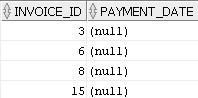 INVOICE_ID PAYMENT_DATE
3 (null)
6 (null)
8 (null)
15 (null)